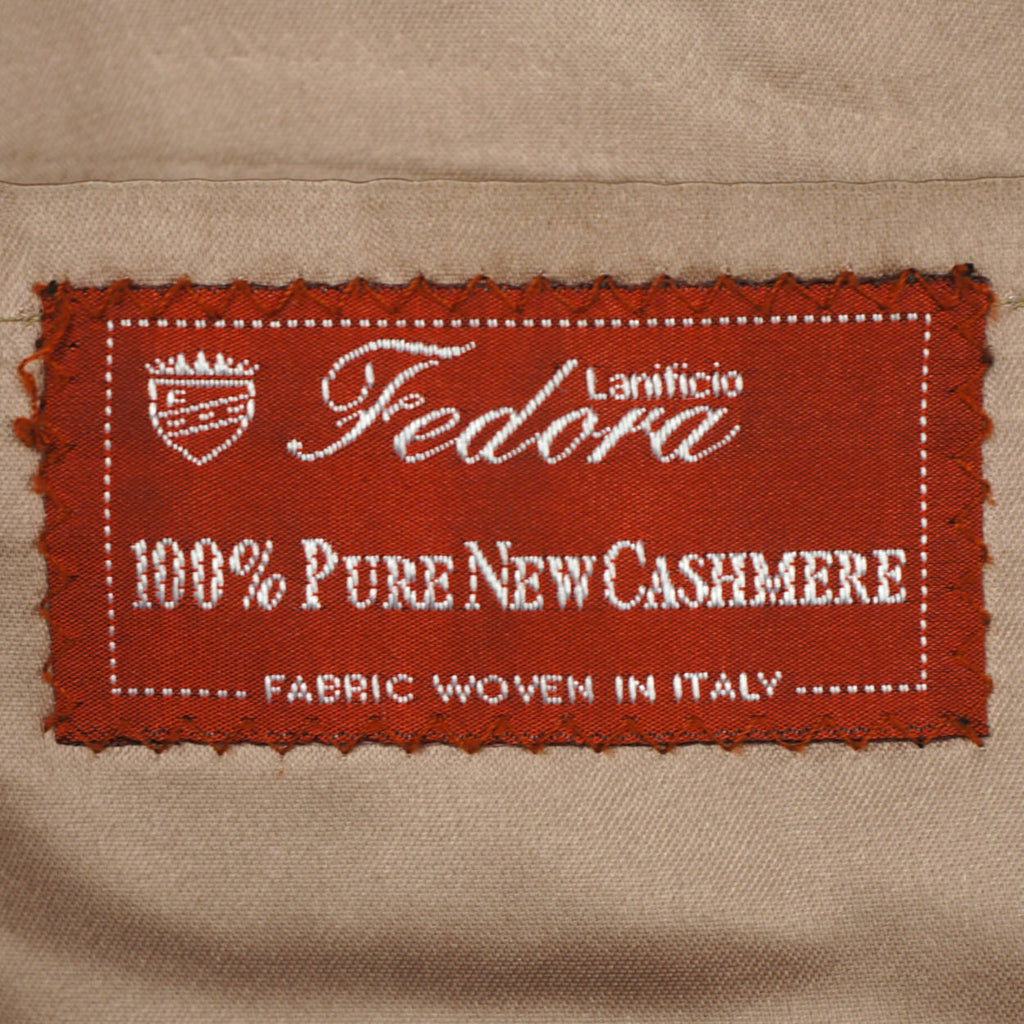 Lanificio
Fedora
100% PURE NEW CASHMERE
FABRIC WOVEN IN ITALY